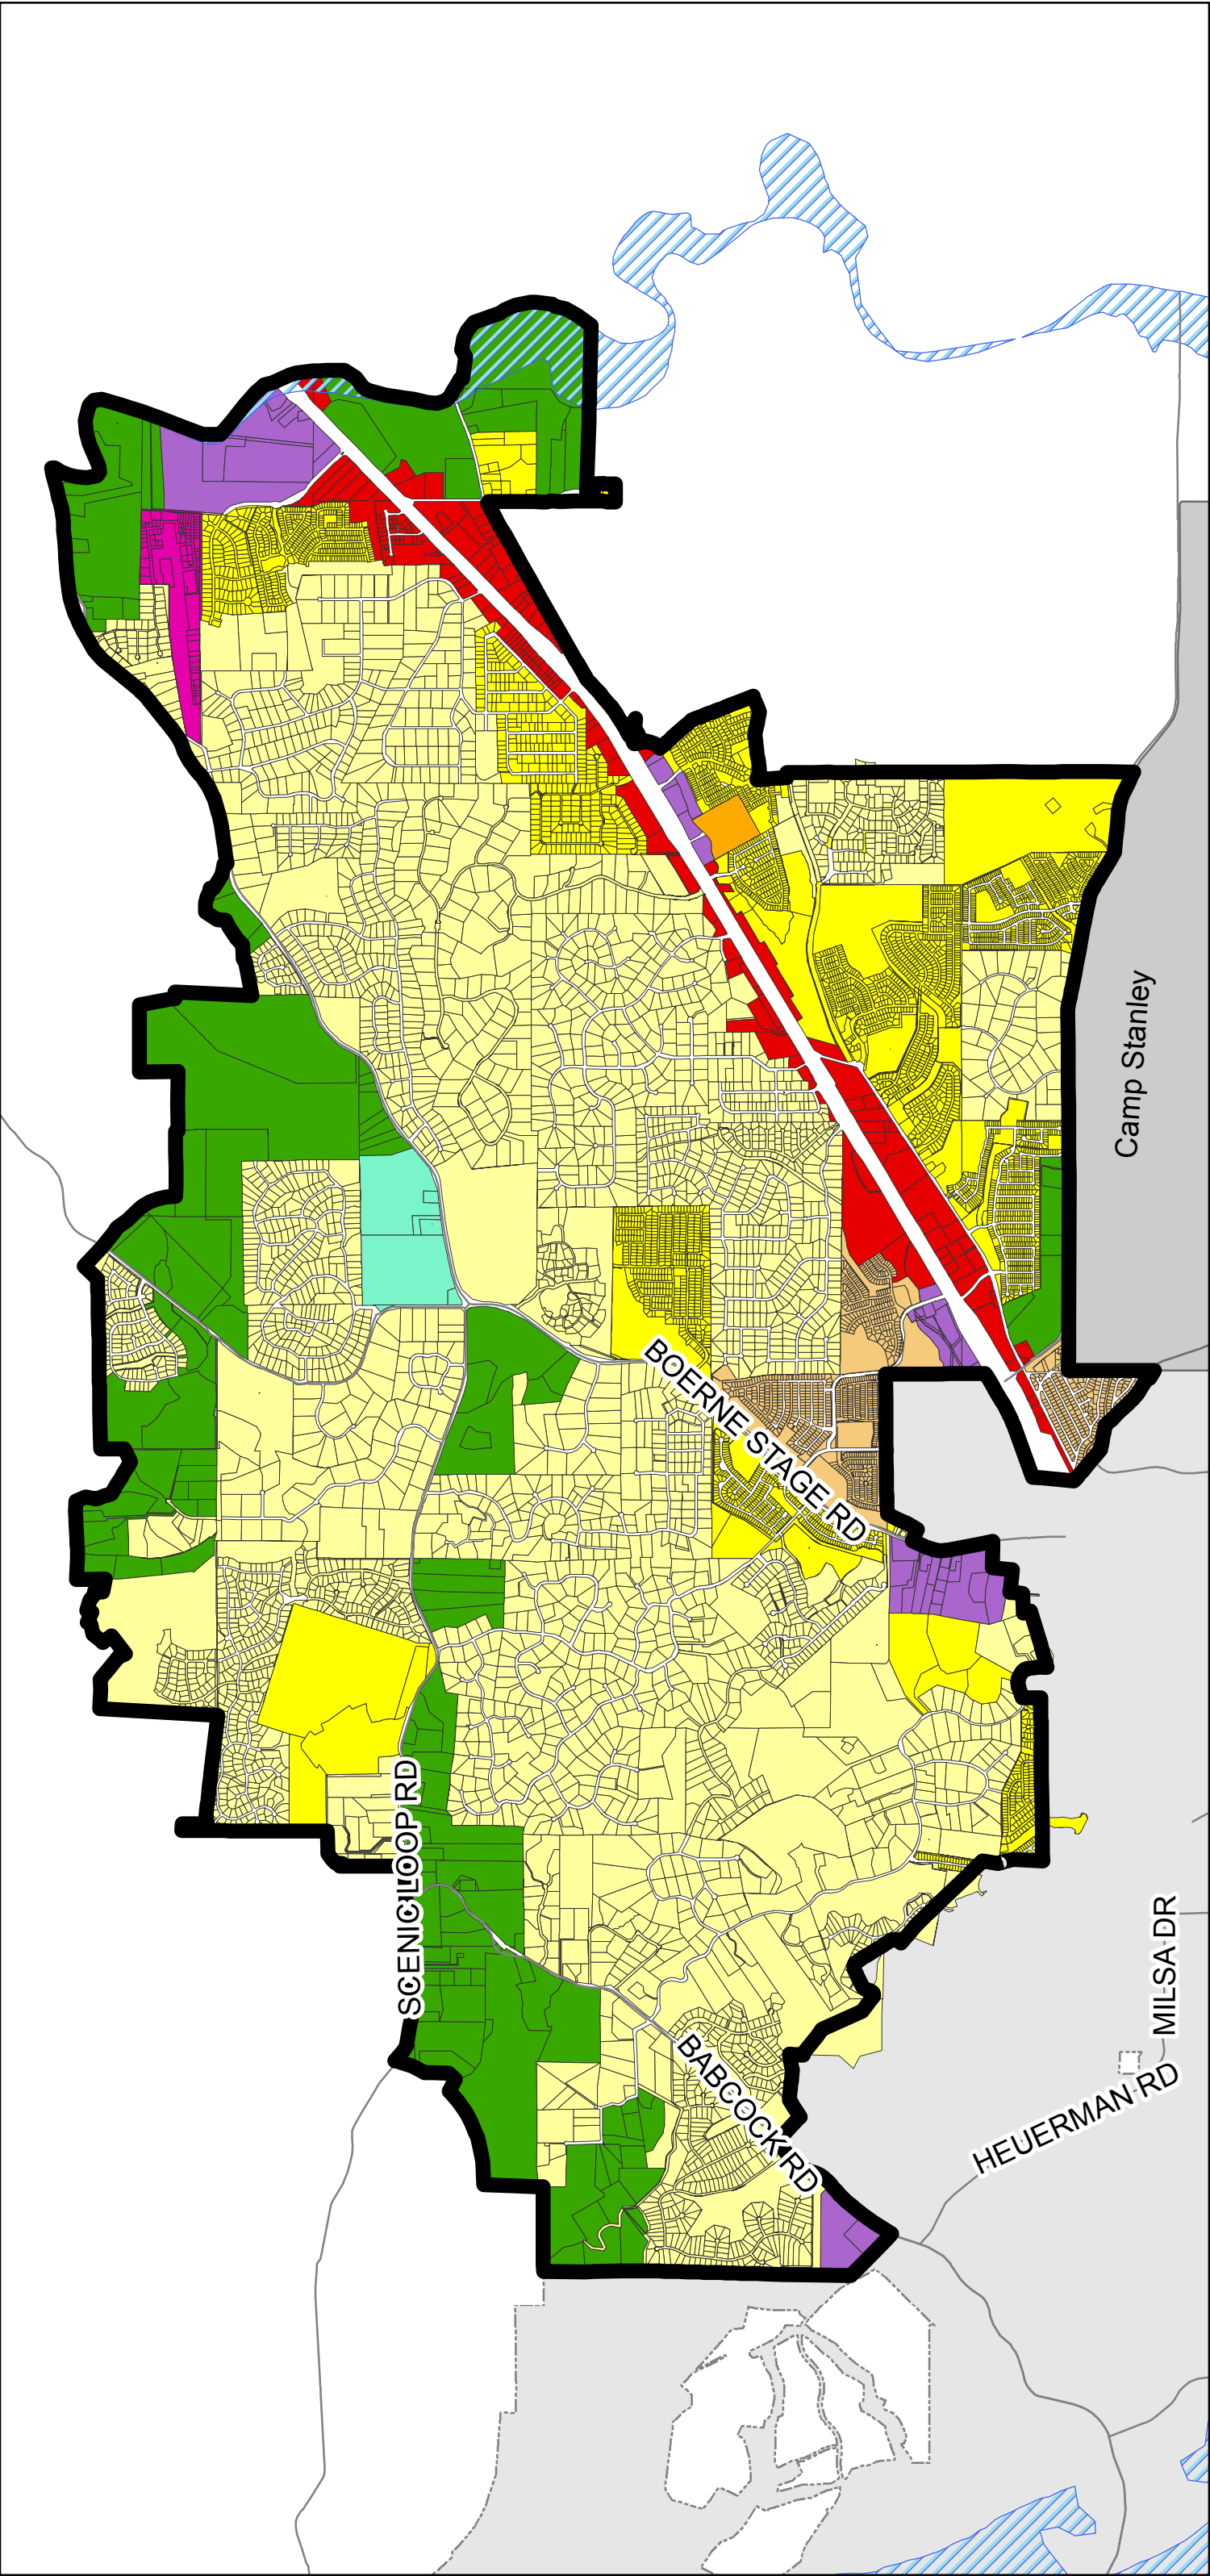 Camp Stanley
BOERNE STAGE RD
SCENIC LOOP RD
MILSA DR
BABCOCK RD
HEUERMAN RD